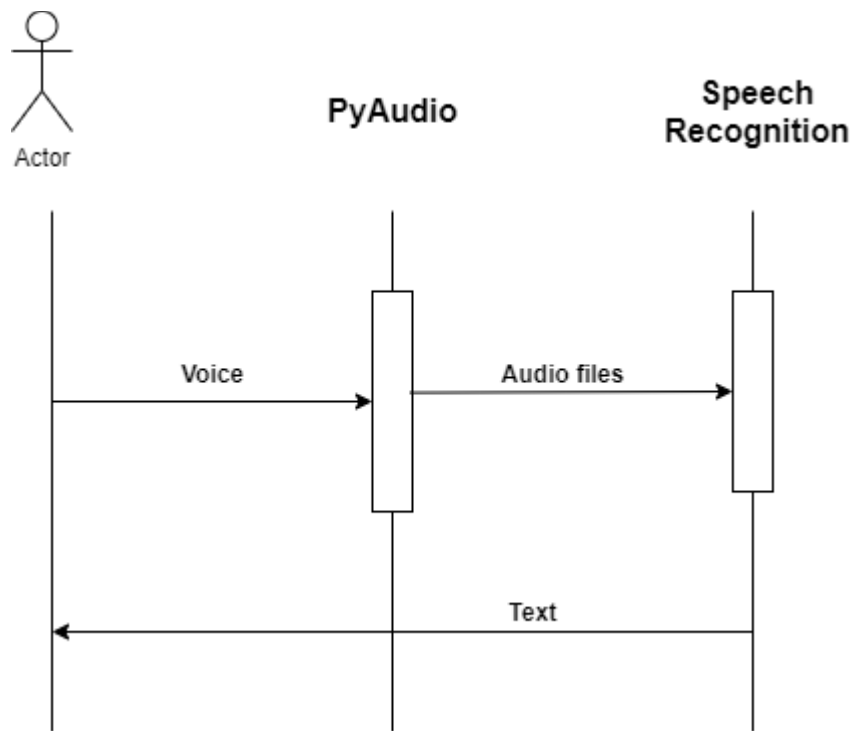 Actor
PyAudio
Speech
Recognition
Voice
Audio files
Text